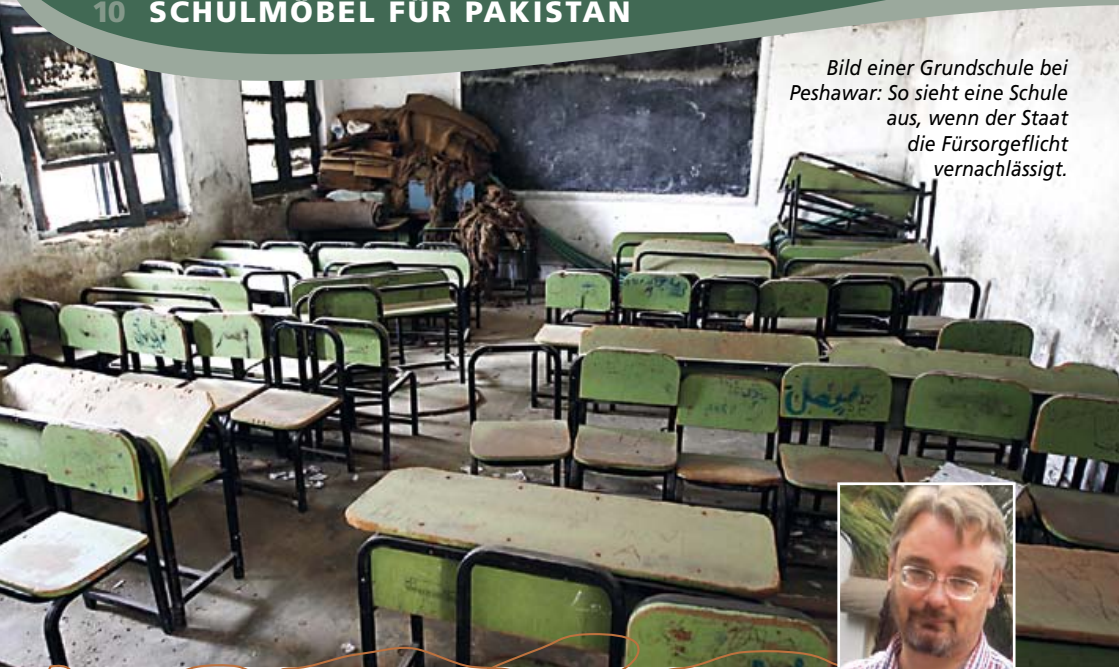 10 SCHULMÖBEL FÜR PAKISTAN
Bild einer Grundschule bei
Peshawar: So sieht eine Schule
aus, wenn der Staat
die Fürsorgeflicht
vernachlässigt.